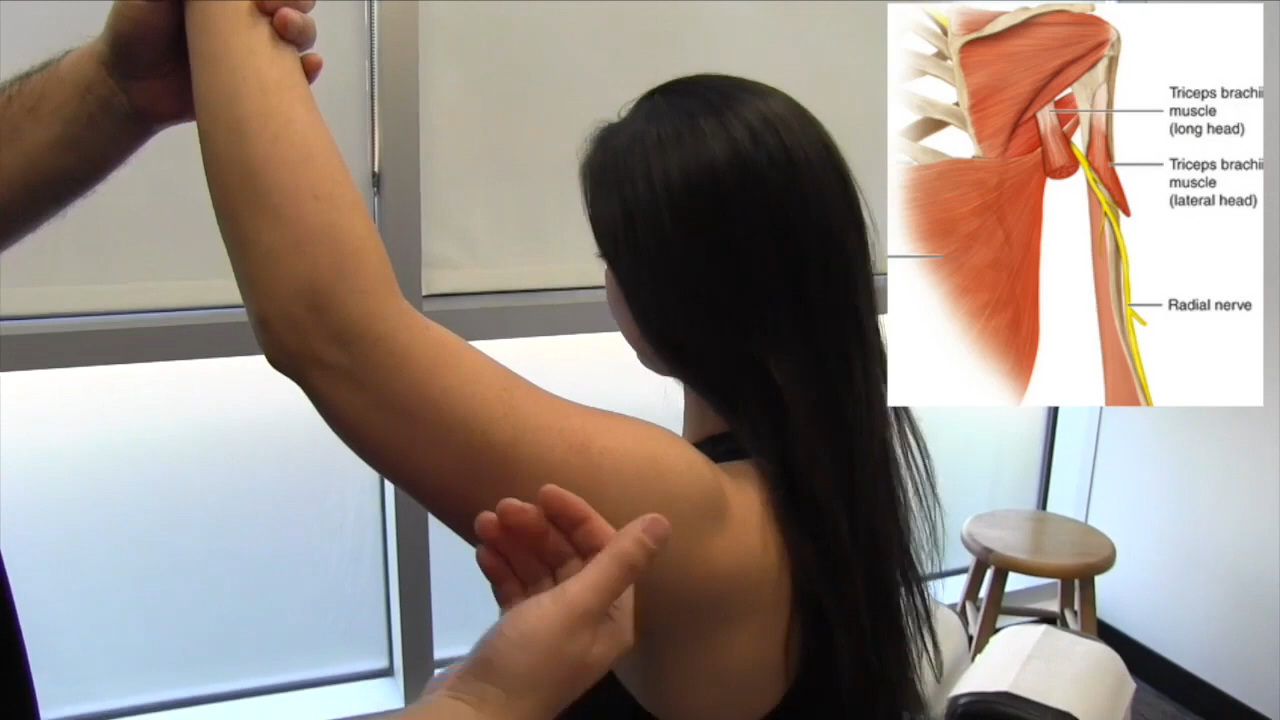 Triceps brachii
muscle
(long head)
Triceps brachii
muscle
(lateral head)
Radial nerve